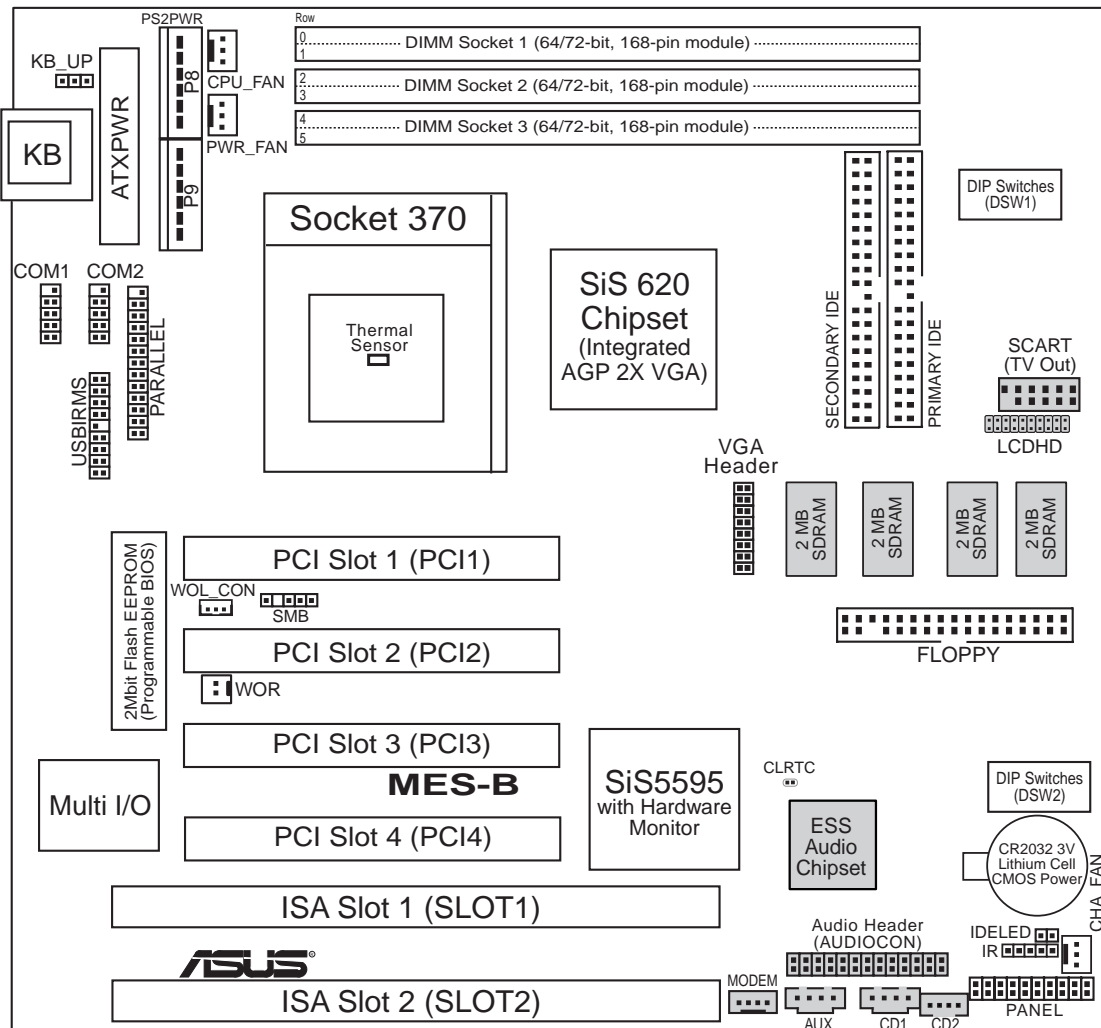 PS2PWR
Row
0
DIMM Socket 1 (64/72-bit, 168-pin module)
1
KB_UP
P8
CPU_FAN
2
DIMM Socket 2 (64/72-bit, 168-pin module)
3
KB
ATXPWR
PWR_FAN
4
DIMM Socket 3 (64/72-bit, 168-pin module)
5
P9
Socket 370
DIP Switches
(DSW1)
COM1
COM2
PARALLEL
USBIRMS
Thermal
Sensor
SiS 620
Chipset
(Integrated
AGP 2X VGA)
SECONDARY IDE
PRIMARY IDE
SCART
(TV Out)
LCDHD
VGA
Header
2 MB
SDRAM
2 MB
SDRAM
2 MB
SDRAM
2 MB
SDRAM
2Mbit Flash EEPROM
(Programmable BIOS)
PCI Slot 1 (PCI1)
WOL_CON
SMB
PCI Slot 2 (PCI2)
FLOPPY
WOR
PCI Slot 3 (PCI3)
MES-B
Multi I/O
SiS5595
with Hardware
Monitor
CLRTC
DIP Switches
(DSW2)
PCI Slot 4 (PCI4)
ESS
Audio
Chipset
CR2032 3V
Lithium Cell
CMOS Power
CHA_FAN
ISA Slot 1 (SLOT1)
Audio Header
(AUDIOCON)
IDELED
IR
ASUS®
MODEM
ISA Slot 2 (SLOT2)
AUX
CD1
CD2
PANEL